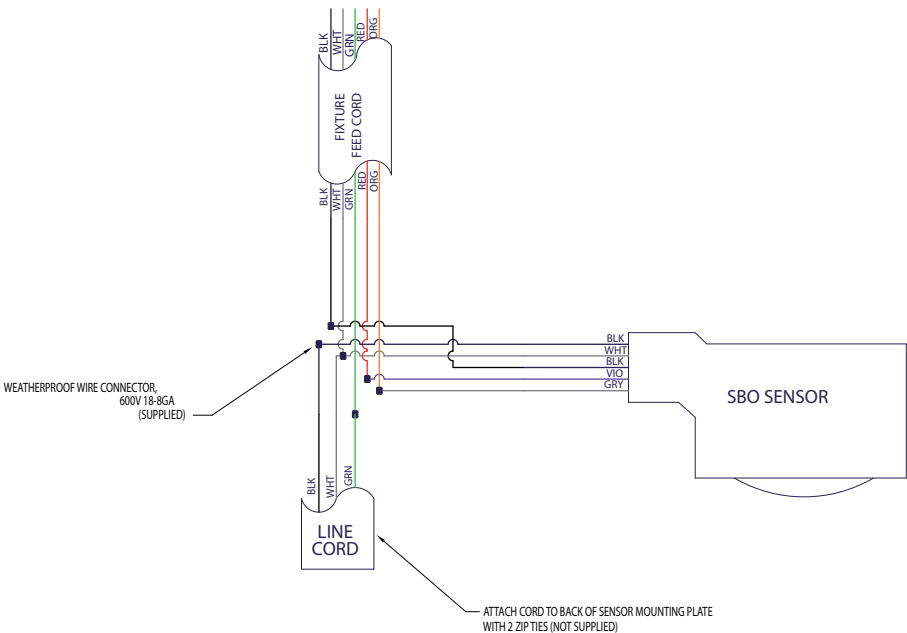 BLK
WHT
GRN
RED
ORG
FIXTURE
FEED CORD
BLK
WHT
GRN
RED
ORG
BLK
WHT
BLK
VIO
GRY
SBO SENSOR
WEATHERPROOF WIRE CONNECTOR,
600V 18-8GA
(SUPPLIED)
BLK
WHT
GRN
LINE
CORD
ATTACH CORD TO BACK OF SENSOR MOUNTING PLATE
WITH 2 ZIP TIES (NOT SUPPLIED)